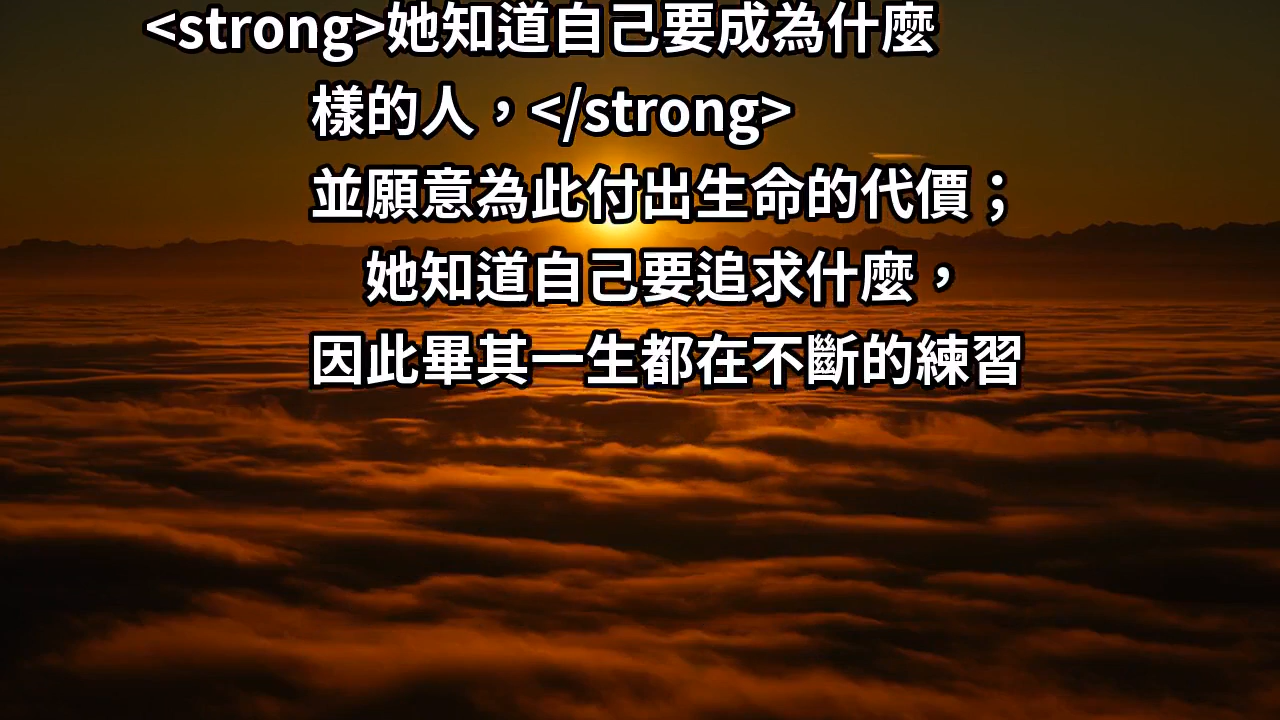 <strong>她知道自己要成為什麼
樣的人，</strong>
並願意為此付出生命的代價；
她知道自己要追求什麼，
因此畢其一生都在不斷的練習